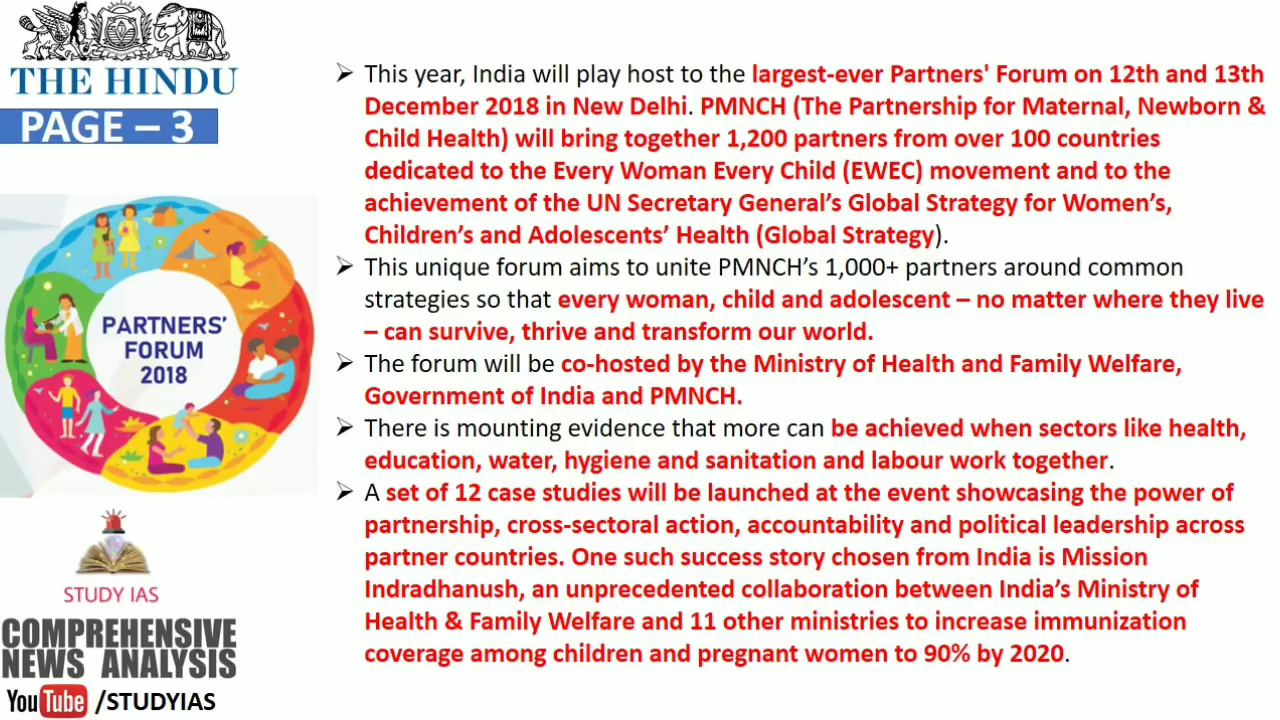 THE HINDU
PAGE – 3
PARTNERS'
FORUM
2018
STUDY IAS
COMPREHENSIVE
NEWS ANALYSIS
YouTube /STUDYIAS
➢ This year, India will play host to the largest-ever Partners' Forum on 12th and 13th
December 2018 in New Delhi. PMNCH (The Partnership for Maternal, Newborn &
Child Health) will bring together 1,200 partners from over 100 countries
dedicated to the Every Woman Every Child (EWEC) movement and to the
achievement of the UN Secretary General’s Global Strategy for Women’s,
Children’s and Adolescents’ Health (Global Strategy).
➢ This unique forum aims to unite PMNCH’s 1,000+ partners around common
strategies so that every woman, child and adolescent – no matter where they live
– can survive, thrive and transform our world.
➢ The forum will be co-hosted by the Ministry of Health and Family Welfare,
Government of India and PMNCH.
➢ There is mounting evidence that more can be achieved when sectors like health,
education, water, hygiene and sanitation and labour work together.
➢ A set of 12 case studies will be launched at the event showcasing the power of
partnership, cross-sectoral action, accountability and political leadership across
partner countries. One such success story chosen from India is Mission
Indradhanush, an unprecedented collaboration between India’s Ministry of
Health & Family Welfare and 11 other ministries to increase immunization
coverage among children and pregnant women to 90% by 2020.